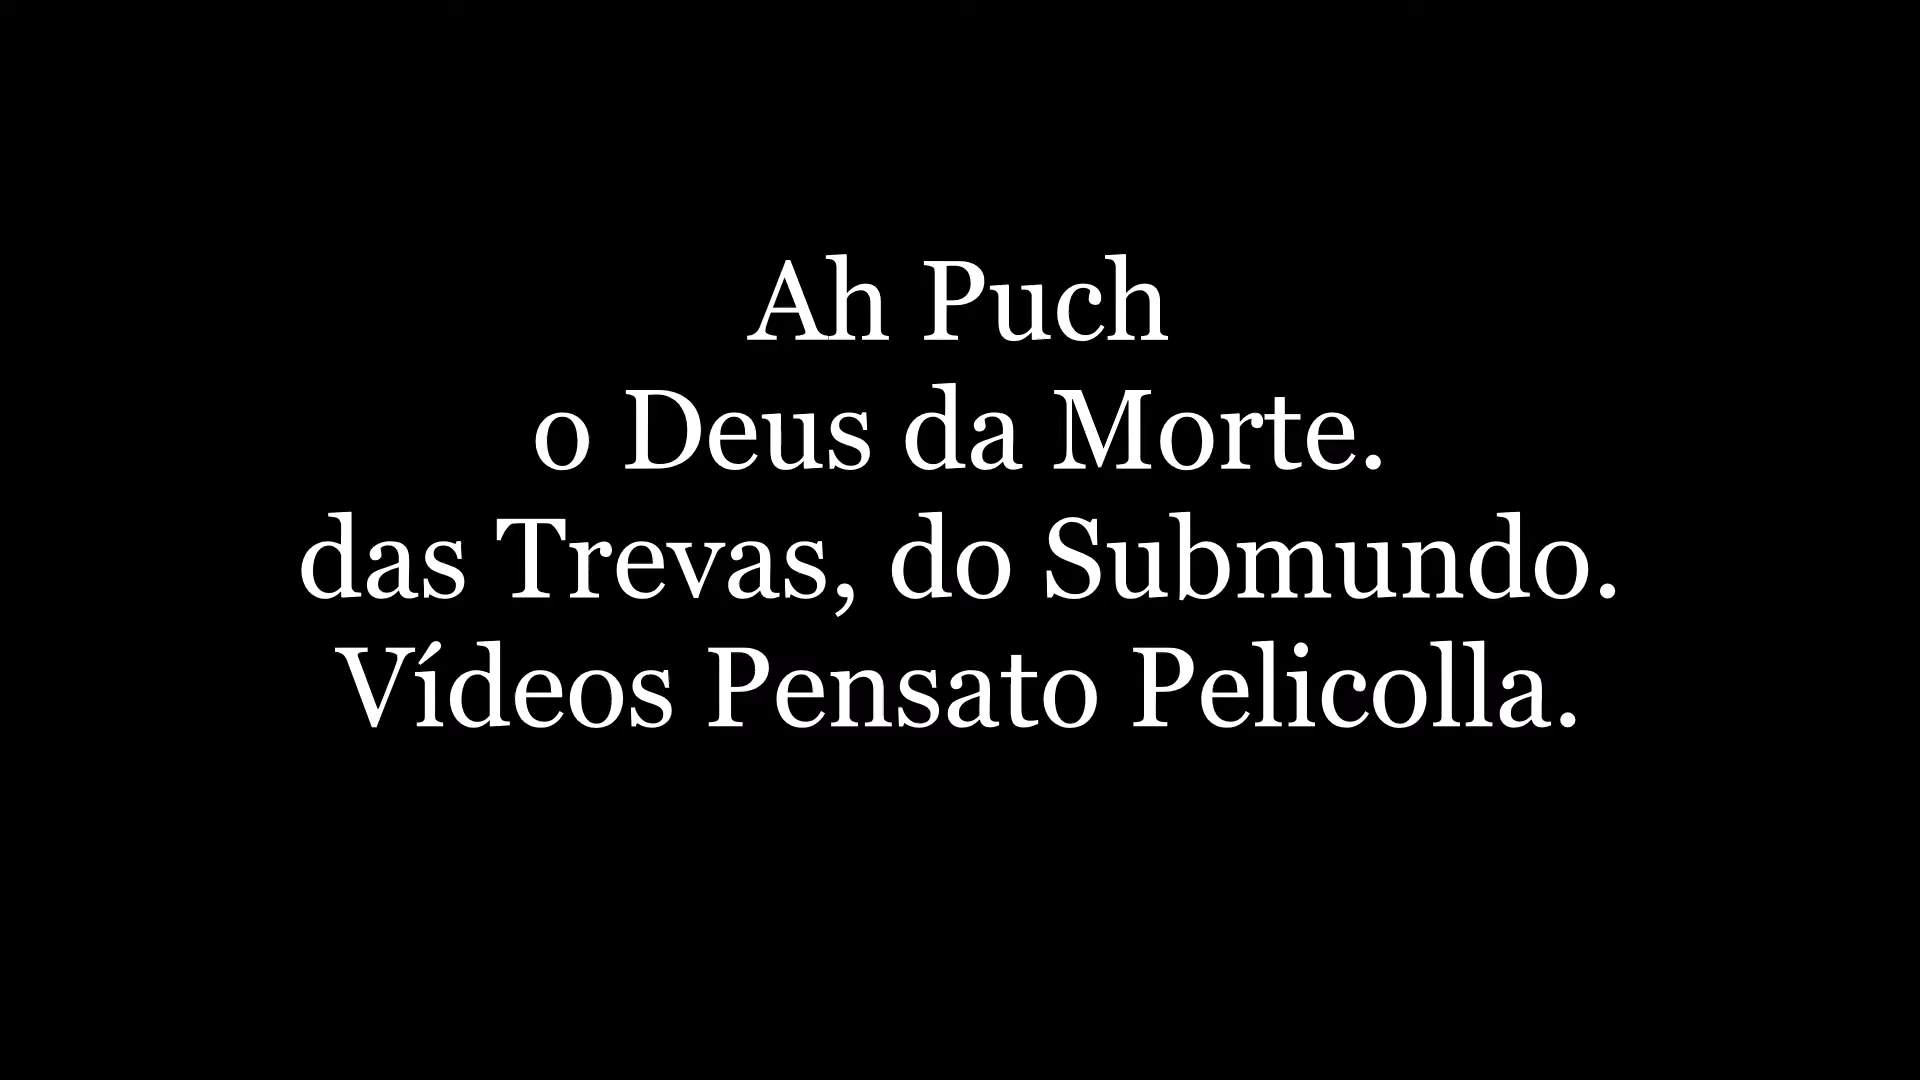 Ah Puch
o Deus da Morte.
das Trevas, do Submundo.
Vídeos Pensato Pelicolla.